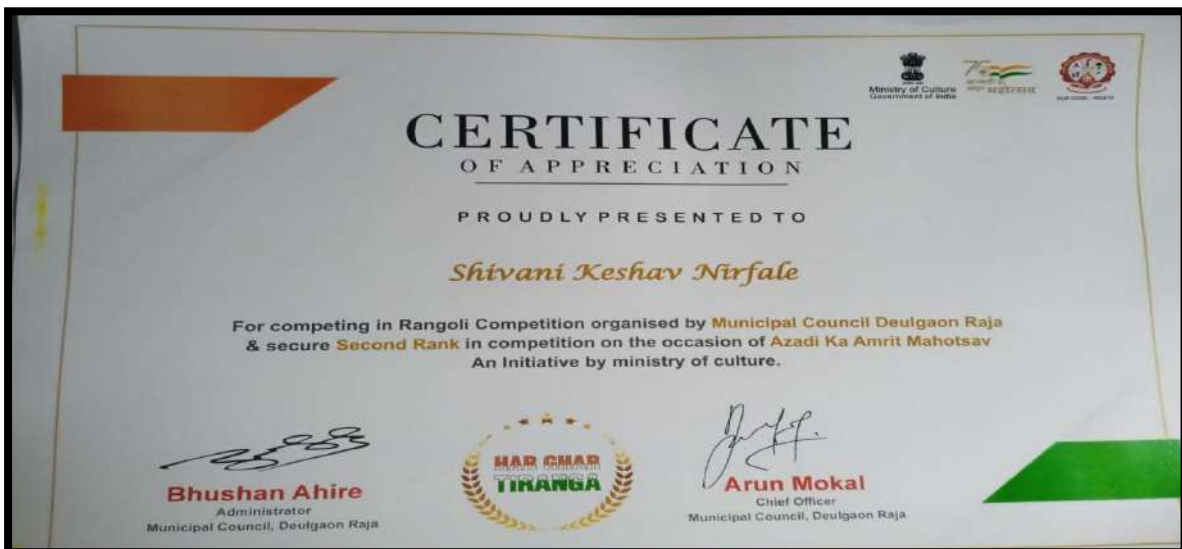 Ministry of Culture
Government of India
महोत्सव
CERTIFICATE
OF APPRECIATION
PROUDLY PRESENTED TO
Shivani Keshav Nirfale
For competing in Rangoli Competition organised by Municipal Council Deulgaon Raja
& secure Second Rank in competition on the occasion of Azadi Ka Amrit Mahotsav
An Initiative by ministry of culture.
HAR GHAR
TIRANGA
Bhushan Ahire
Administrator
Municipal Council, Deulgaon Raja
Arun Mokal
Chief Officer
Municipal Council, Deulgaon Raja